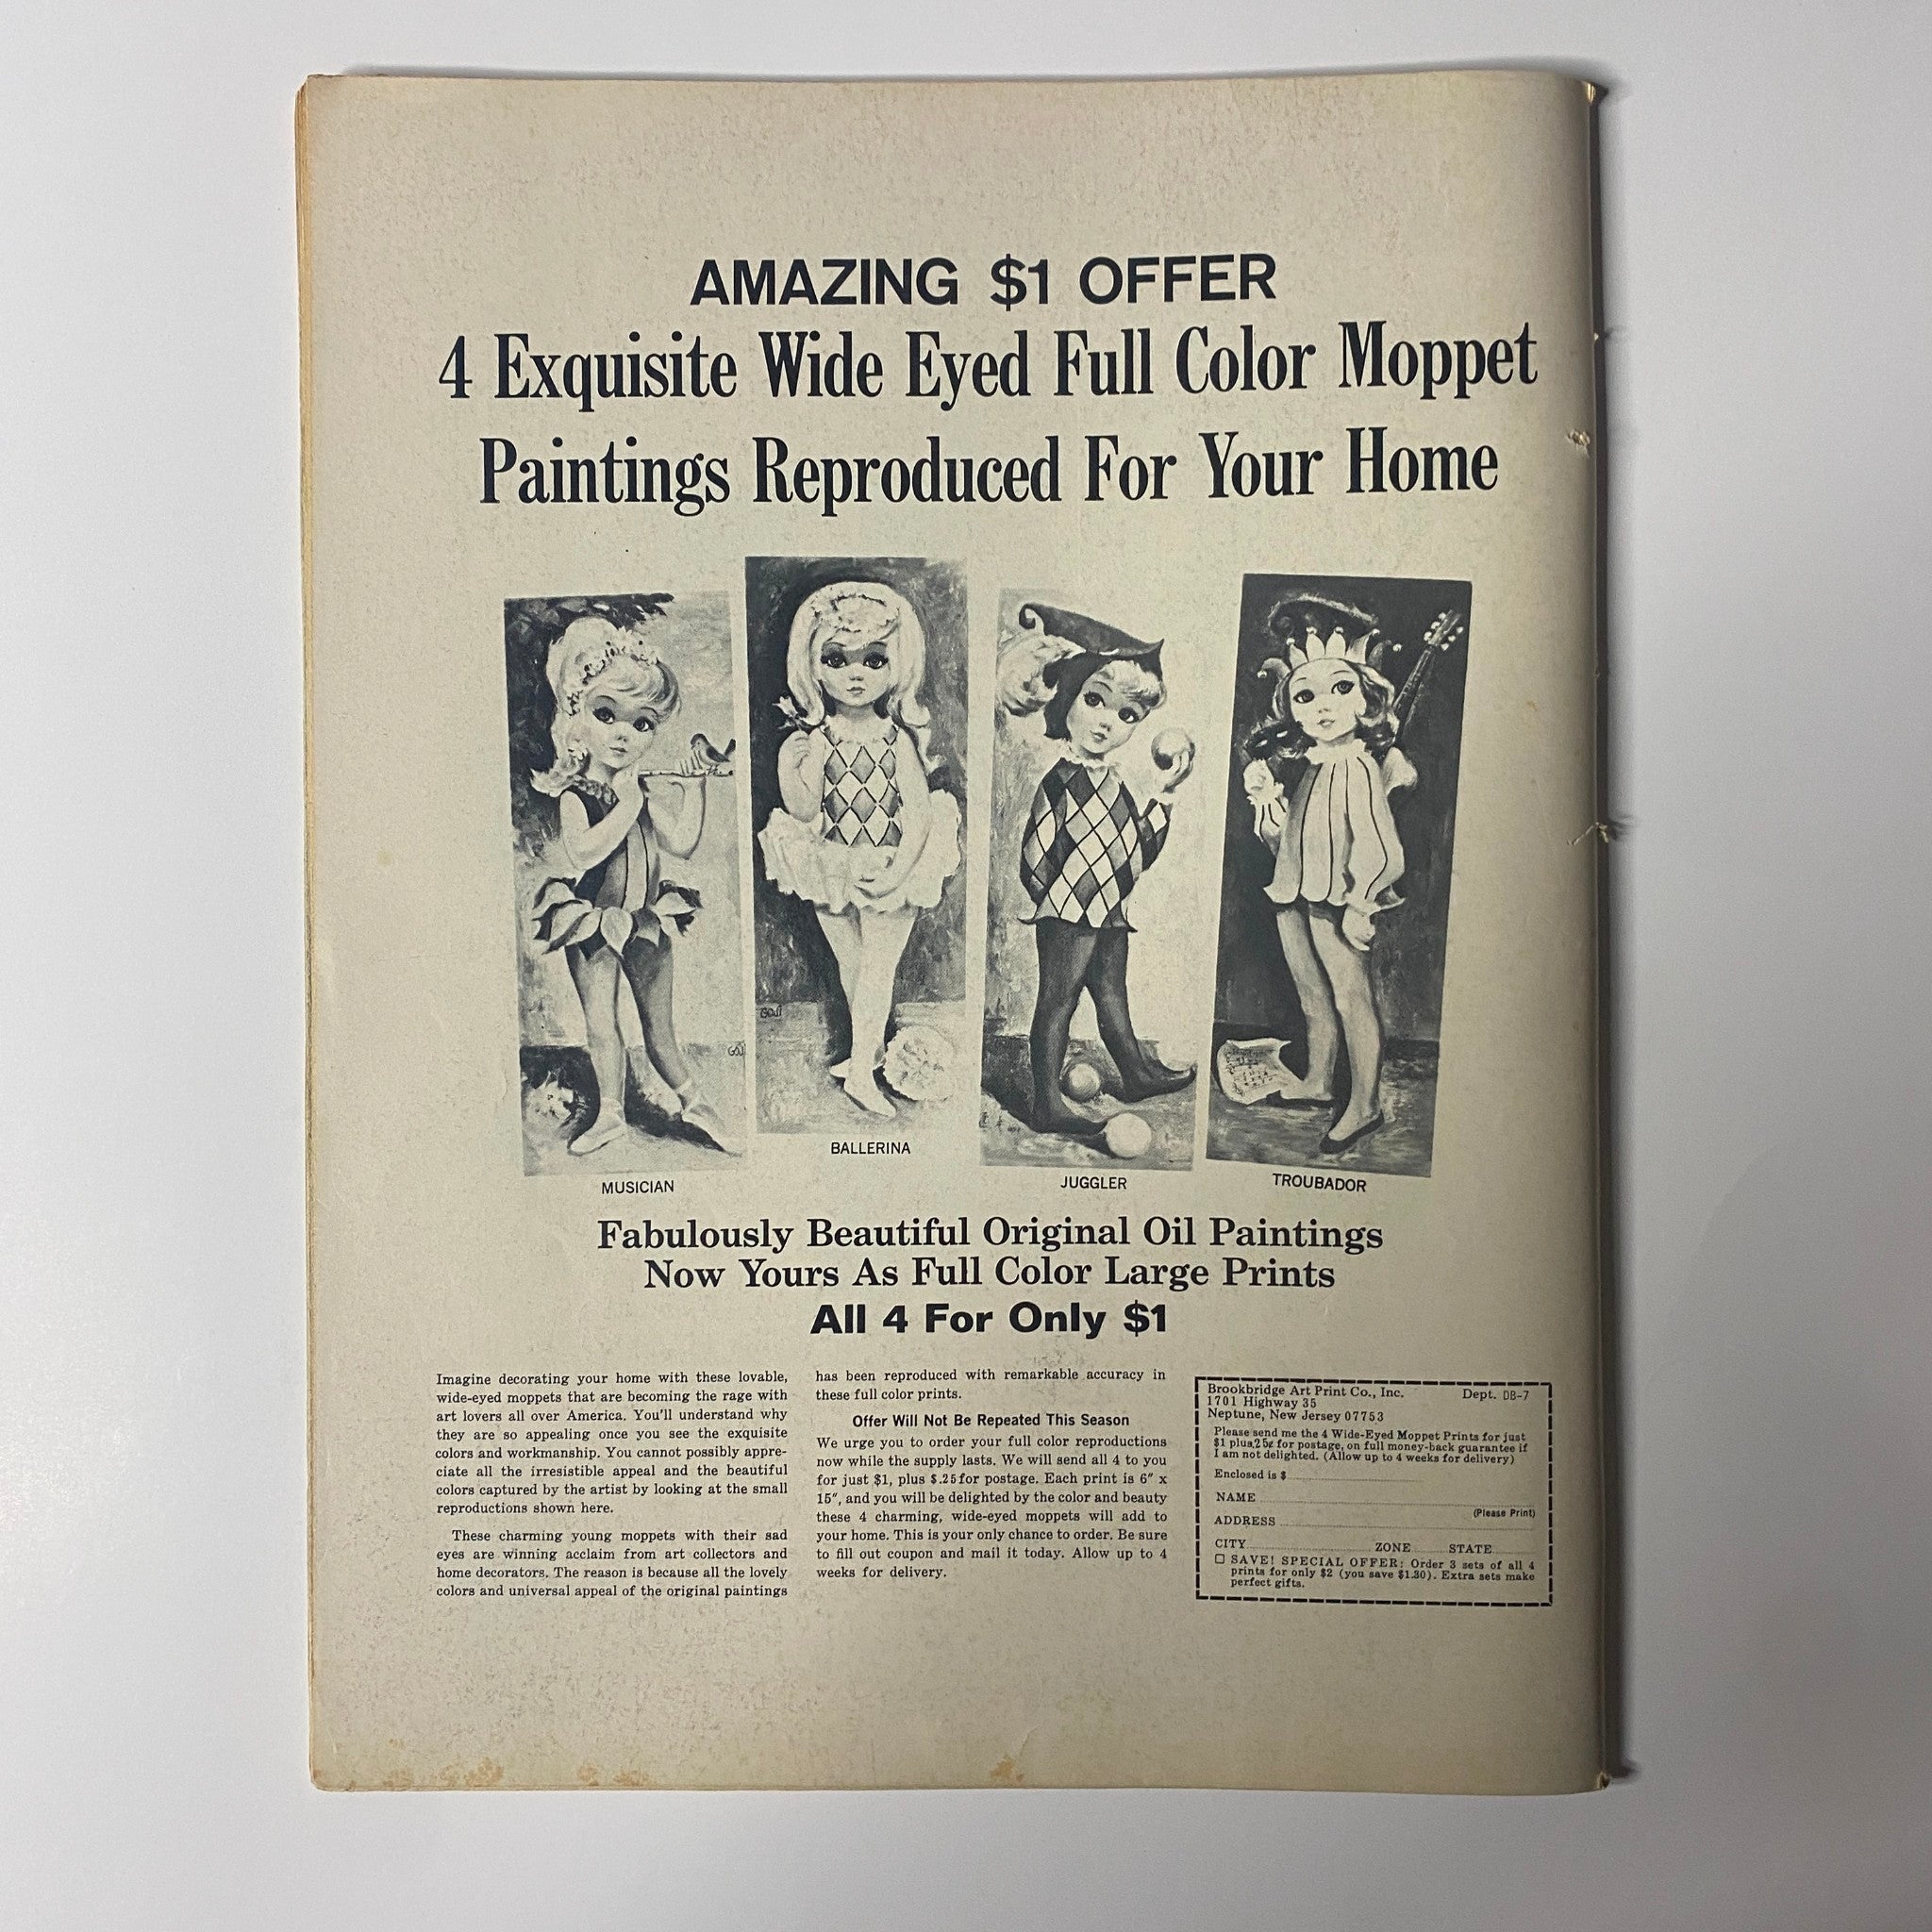 AMAZING $1 OFFER
4 Exquisite Wide Eyed Full Color Moppet
Paintings Reproduced For Your Home
GOJI
MUSICIAN
BALLERINA
JUGGLER
TROUBADOR
Fabulously Beautiful Original Oil Paintings
Now Yours As Full Color Large Prints
All 4 For Only $1
Imagine decorating your home with these lovable,
wide-eyed moppets that are becoming the rage with
art lovers all over America. You'll understand why
they are so appealing once you see the exquisite
colors and workmanship. You cannot possibly appre-
ciate all the irresistible appeal and the beautiful
colors captured by the artist by looking at the small
reproductions shown here.
These charming young moppets with their sad
eyes are winning acclaim from art collectors and
home decorators. The reason is because all the lovely
colors and universal appeal of the original paintings
has been reproduced with remarkable accuracy in
these full color prints.
Offer Will Not Be Repeated This Season
We urge you to order your full color reproductions
now while the supply lasts. We will send all 4 to you
for just $1, plus $.25 for postage. Each print is 6" x
15", and you will be delighted by the color and beauty
these 4 charming, wide-eyed moppets will add to
your home. This is your only chance to order. Be sure
to fill out coupon and mail it today. Allow up to 4
weeks for delivery.
Brookbridge Art Print Co., Inc. Dept. DB-7
1701 Highway 35
Neptune, New Jersey 07753
Please send me the 4 Wide-Eyed Moppet Prints for just
$1 plus 25¢ for postage, on full money-back guarantee if
I am not delighted. (Allow up to 4 weeks for delivery)
Enclosed is $
NAME
(Please Print)
ADDRESS
CITY ZONE STATE
SAVE! SPECIAL OFFER: Order 3 sets of all 4
prints for only $2 (you save $1.30). Extra sets make
perfect gifts.